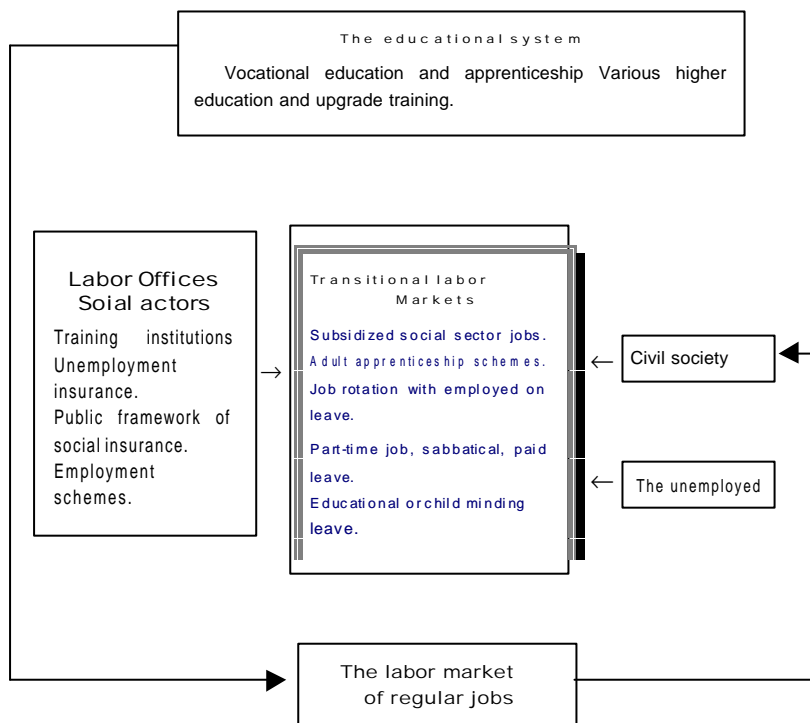 The educational system
Vocational education and apprenticeship Various higher
education and upgrade training.
Labor Offices
Soial actors
Training institutions
Unemployment
insurance.
Public framework of
social insurance.
Employment
schemes.
→
Transitional labor
Markets
Subsidized social sector jobs.
Adult apprenticeship schemes.
Job rotation with employed on
leave.
Part-time job, sabbatical, paid
leave.
Educational or child minding
leave.
← Civil society
← The unemployed
The labor market
of regular jobs